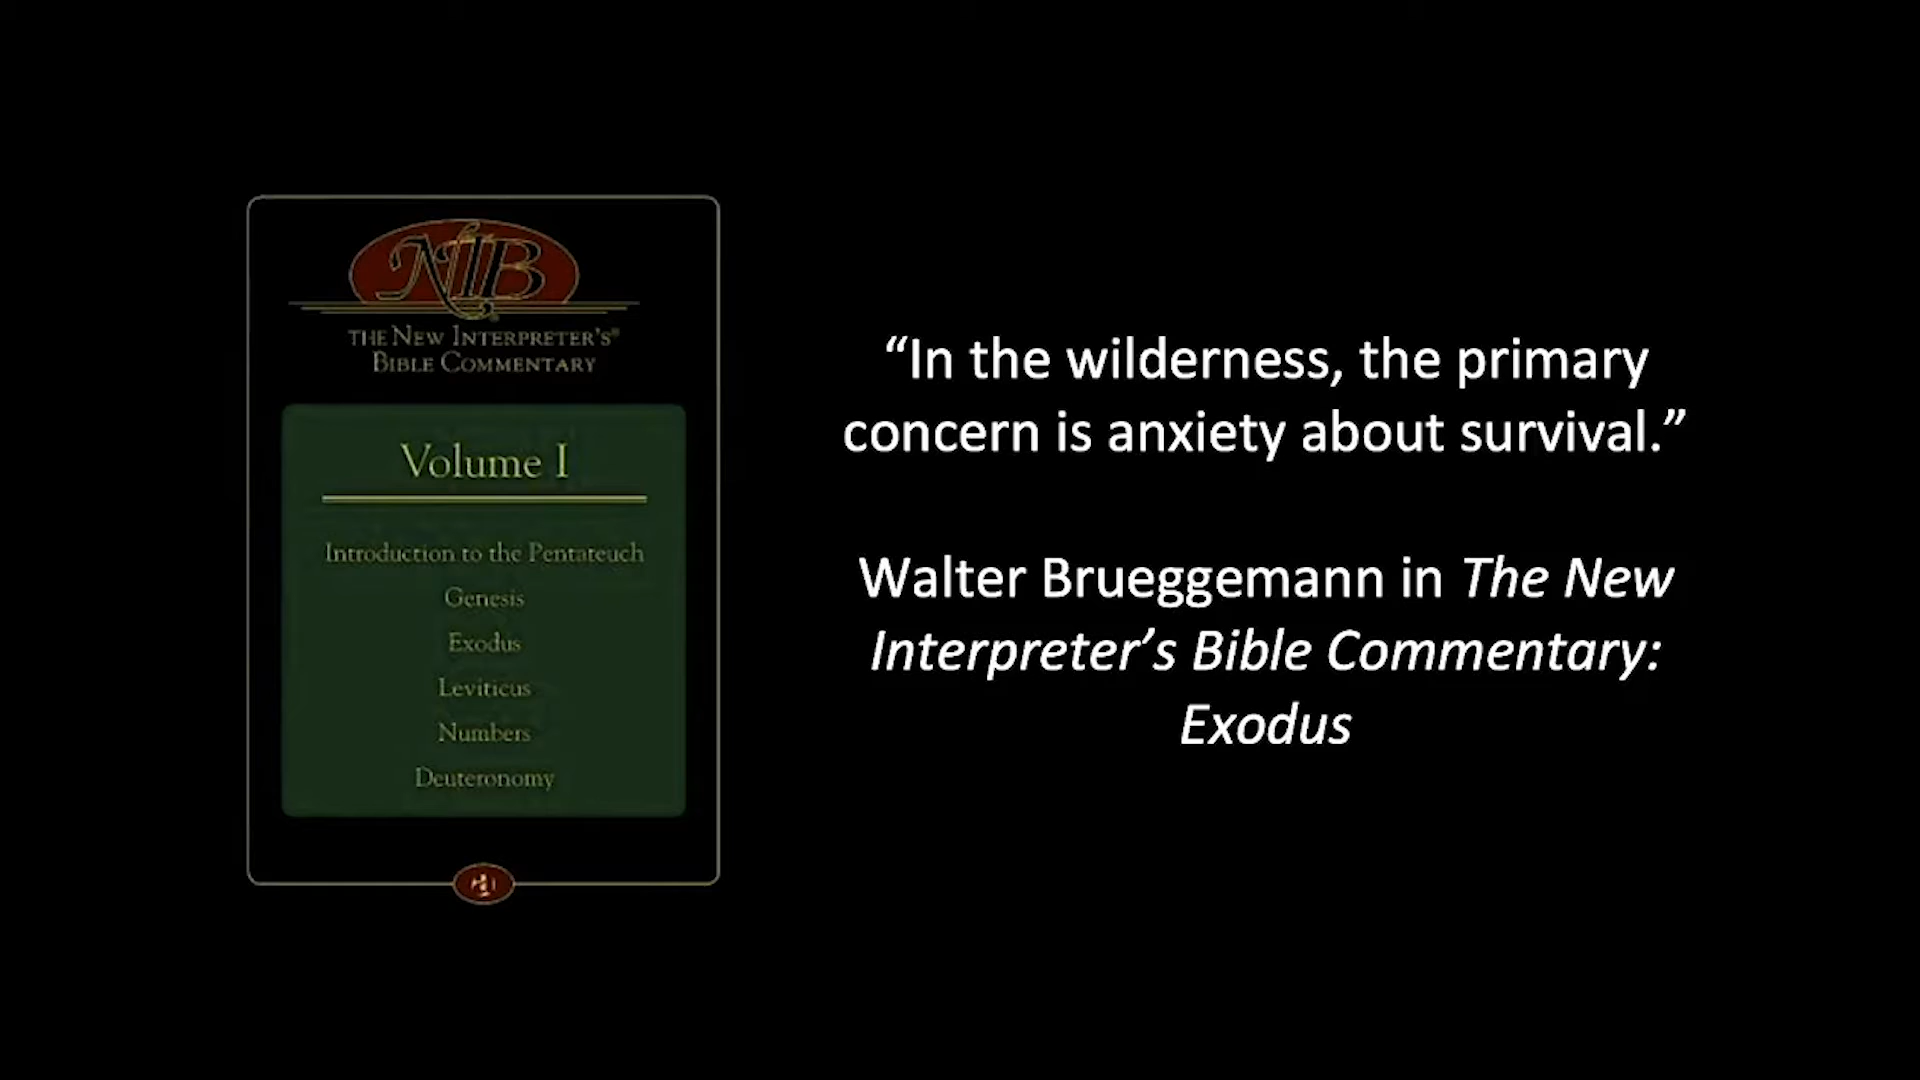 NIB
THE NEW INTERPRETER'S®
BIBLE COMMENTARY
Volume I
Introduction to the Pentateuch
Genesis
Exodus
Leviticus
Numbers
Deuteronomy
“In the wilderness, the primary
concern is anxiety about survival.”
Walter Brueggemann in The New
Interpreter’s Bible Commentary:
Exodus